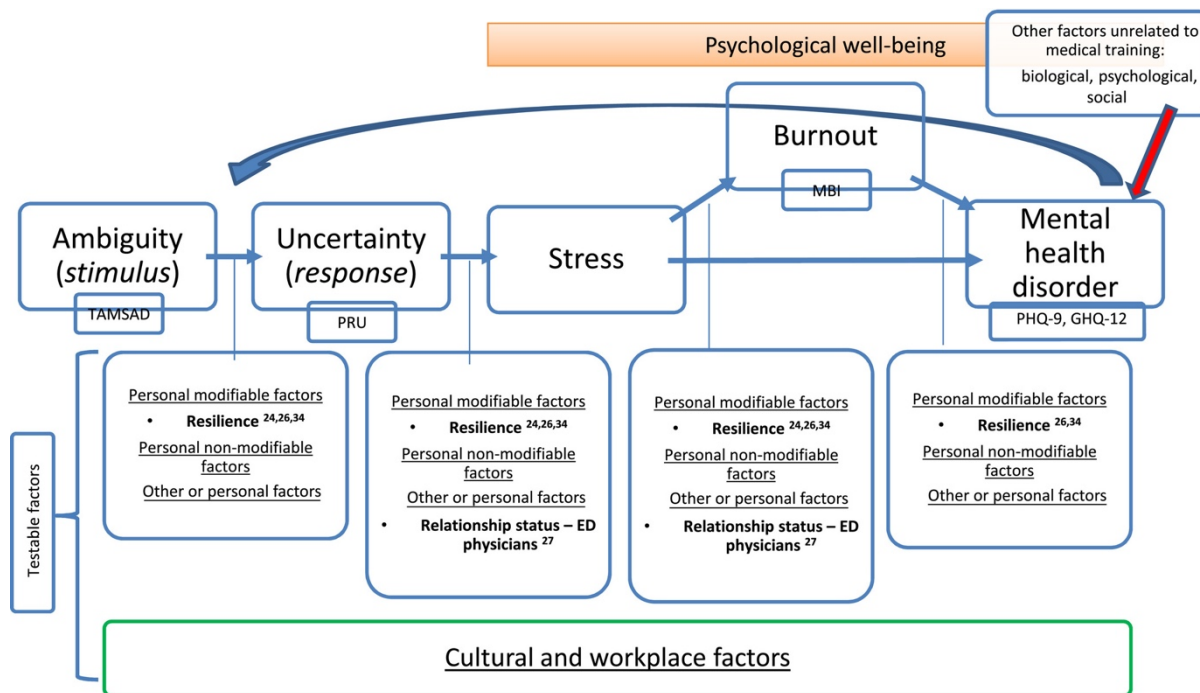 Psychological well-being
Other factors unrelated to
medical training:
biological, psychological,
social
Burnout
MBI
Ambiguity
(stimulus)
TAMSAD
Uncertainty
(response)
PRU
Stress
Mental
health
disorder
PHQ-9, GHQ-12
Testable factors
Personal modifiable factors
• Resilience 24,26,34
Personal non-modifiable
factors
Other or personal factors
Personal modifiable factors
• Resilience 24,26,34
Personal non-modifiable
factors
Other or personal factors
• Relationship status – ED
physicians 27
Personal modifiable factors
• Resilience 24,26,34
Personal non-modifiable
factors
Other or personal factors
• Relationship status – ED
physicians 27
Personal modifiable factors
• Resilience 26,34
Personal non-modifiable
factors
Other or personal factors
Cultural and workplace factors